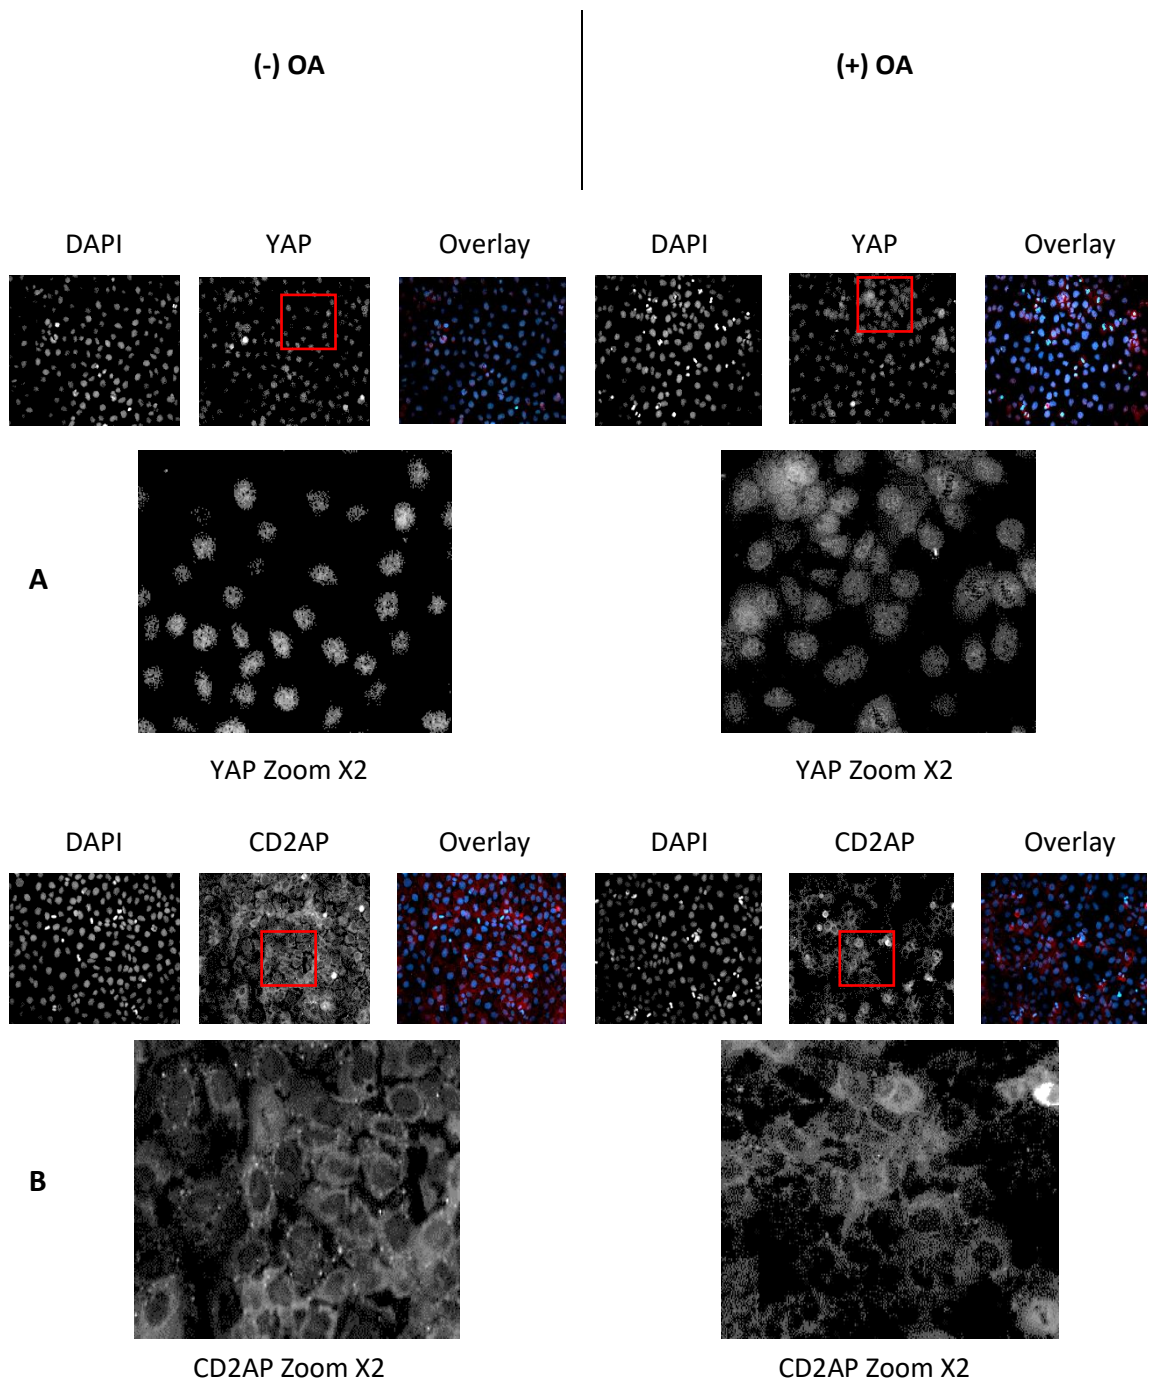 (-) OA (+) OA
DAPI YAP Overlay DAPI YAP Overlay
A
YAP Zoom X2 YAP Zoom X2
DAPI CD2AP Overlay DAPI CD2AP Overlay
B
CD2AP Zoom X2 CD2AP Zoom X2